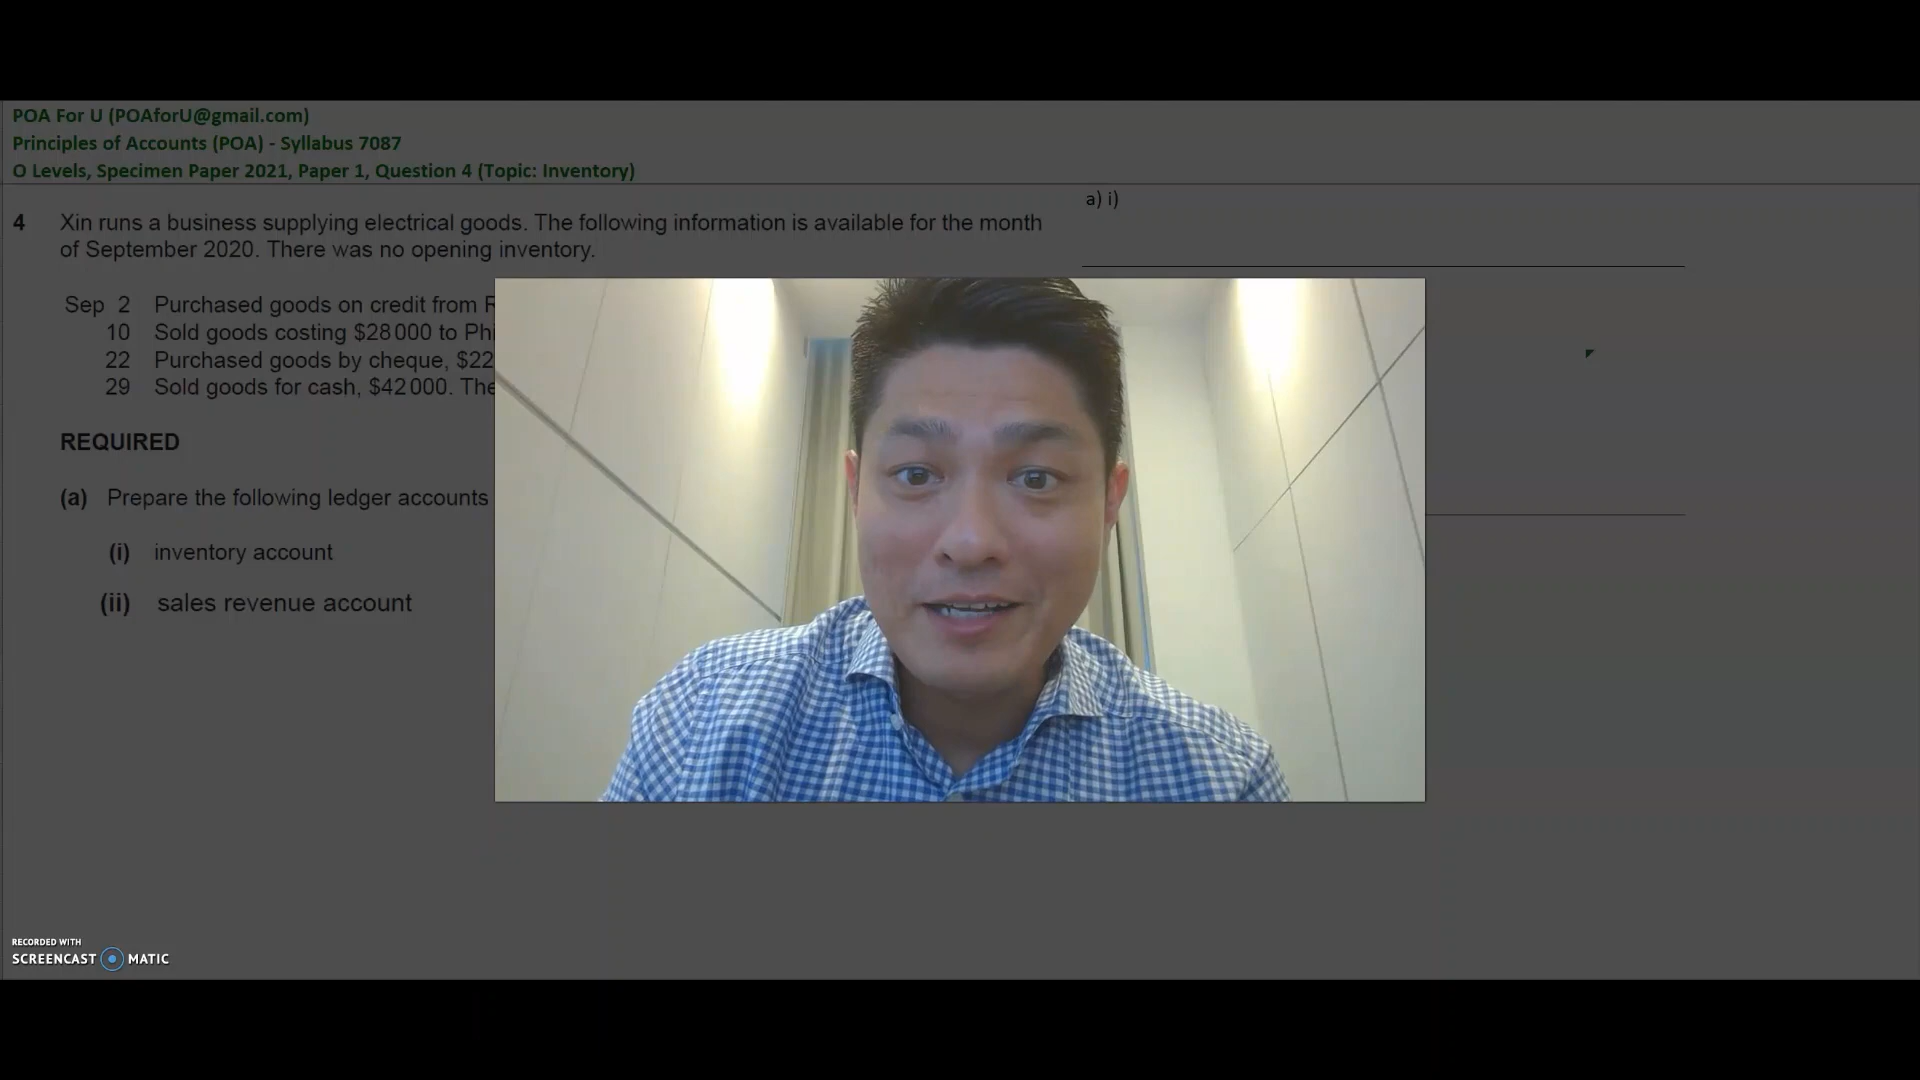 POA For U (POAforU@gmail.com)
Principles of Accounts (POA) - Syllabus 7087
O Levels, Specimen Paper 2021, Paper 1, Question 4 (Topic: Inventory)
4 Xin runs a business supplying electrical goods. The following information is available for the month
of September 2020. There was no opening inventory.
Sep 2 Purchased goods on credit from
10 Sold goods costing $28 000 to
22 Purchased goods by cheque,
29 Sold goods for cash, $42 000.
REQUIRED
(a) Prepare the following ledger accounts
(i) inventory account
(ii) sales revenue account
a) i)
RECORDED WITH
SCREENCAST MATIC